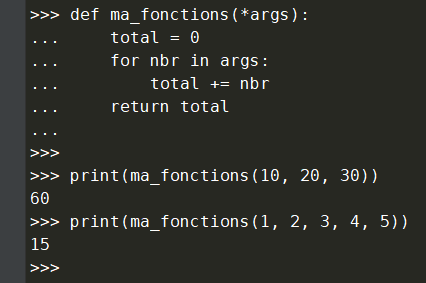 >>> def ma_fonctions(*args):
...     total = 0
...     for nbr in args:
...         total += nbr
...     return total
...
>>>
>>> print(ma_fonctions(10, 20, 30))
60
>>> print(ma_fonctions(1, 2, 3, 4, 5))
15
>>>